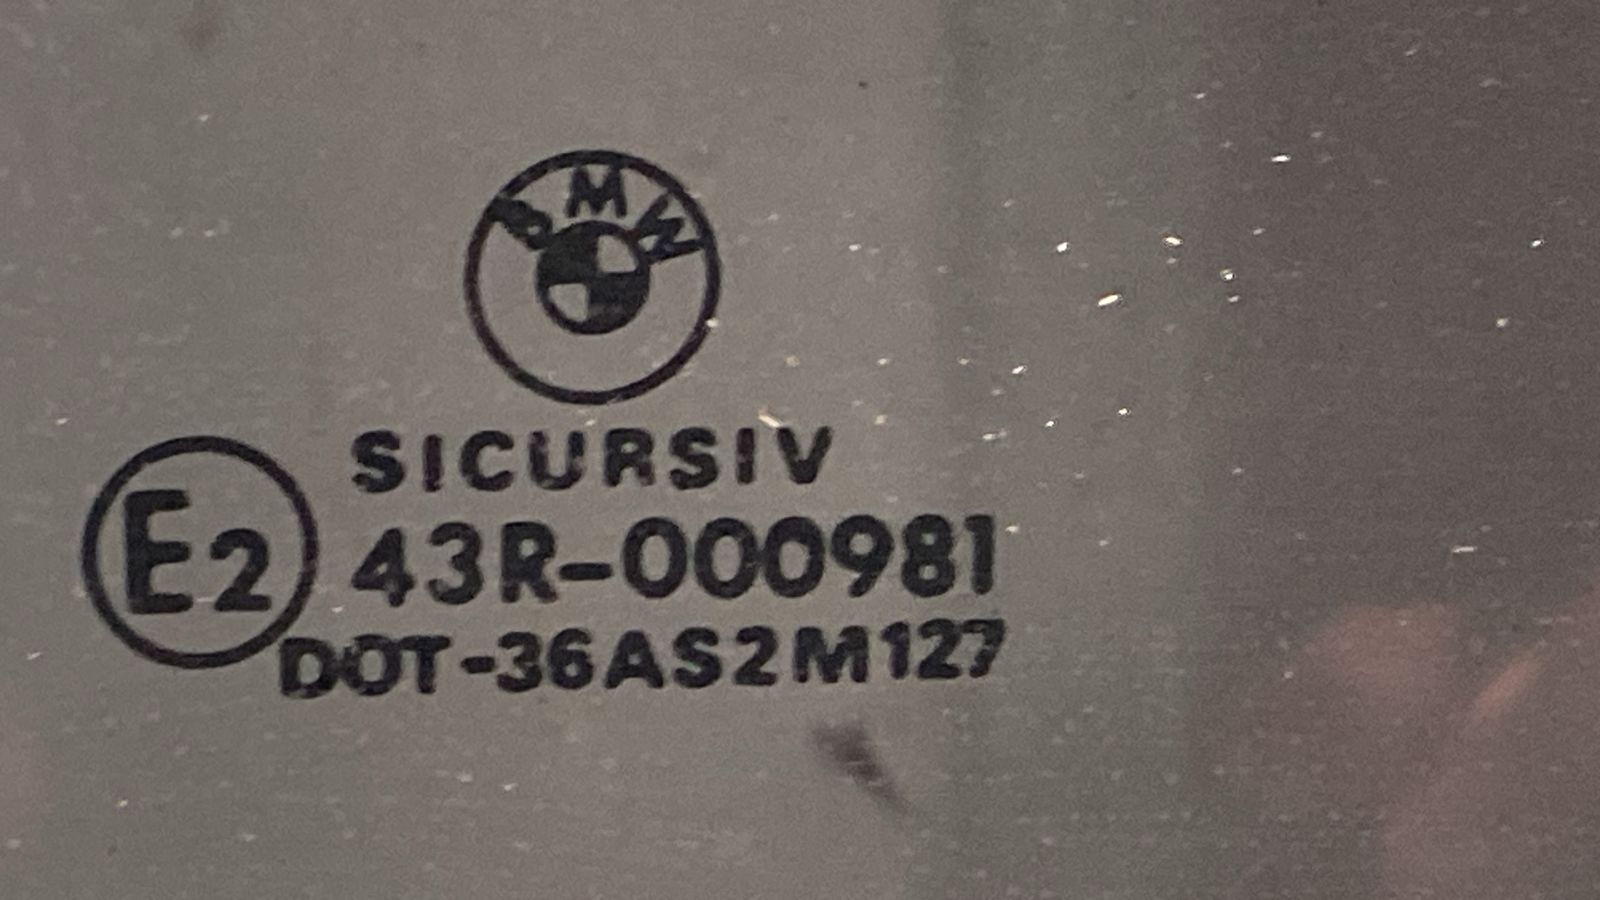 BMW
SICURSIV
E2 43R-000981
DOT-36AS2M127